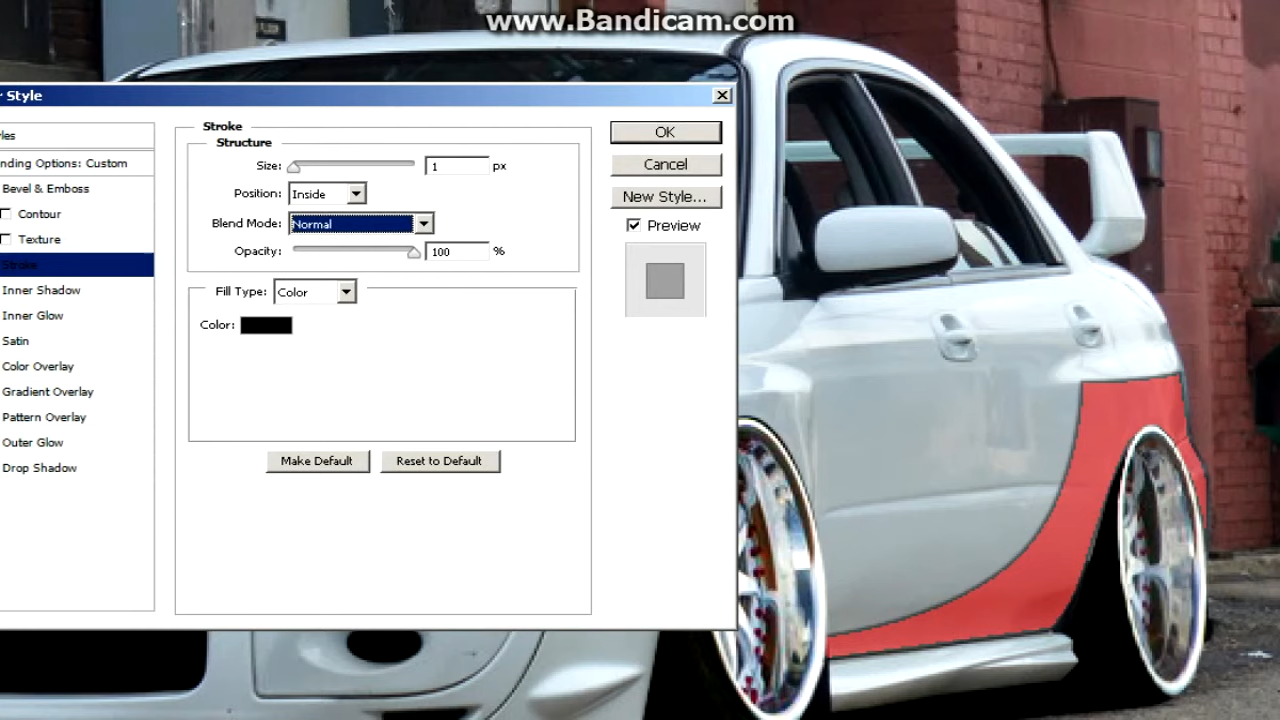 www.Bandicam.com
r Style
les
nding Options: Custom
Bevel & Emboss
Contour
Texture
Stroke
Inner Shadow
Inner Glow
Satin
Color Overlay
Gradient Overlay
Pattern Overlay
Outer Glow
Drop Shadow
Stroke
Structure
Size: 1 px
Position: Inside
Blend Mode: Normal
Opacity: 100 %
Fill Type: Color
Color:
Make Default Reset to Default
OK
Cancel
New Style...
Preview